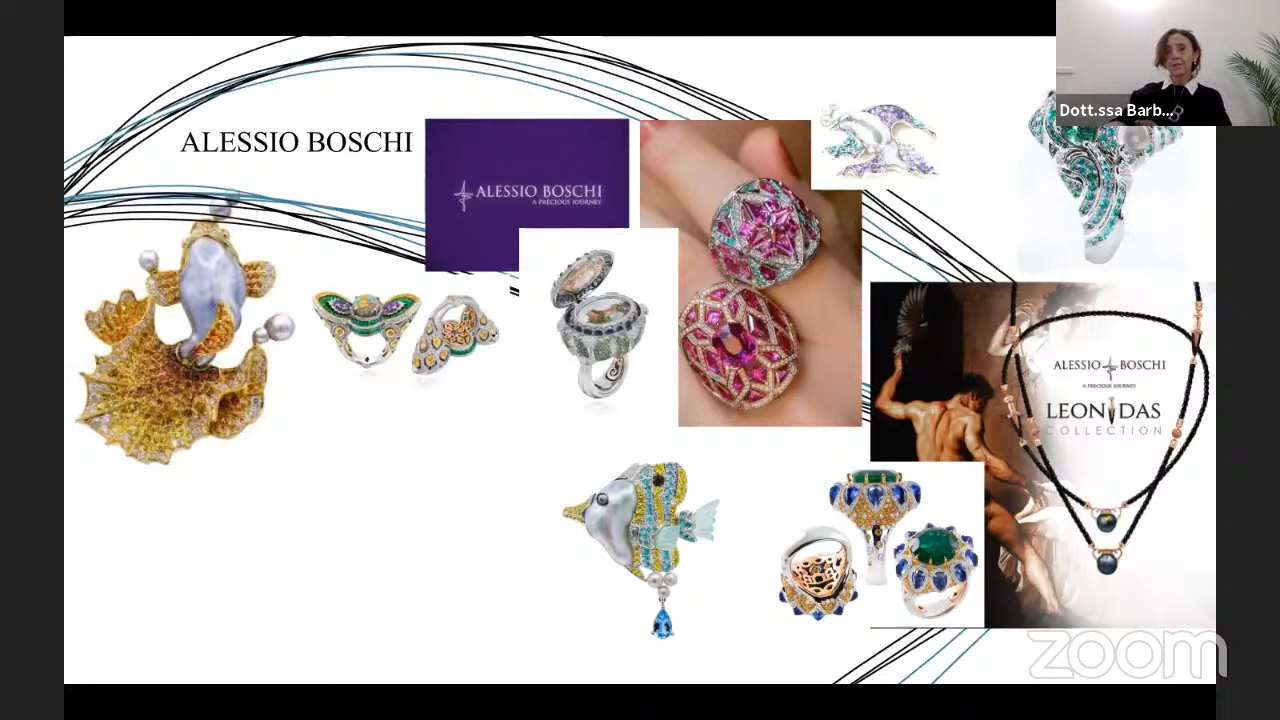 Dott.ssa Barb...
ALESSIO BOSCHI
ALESSIO BOSCHI
A PRECIOUS JOURNEY
ALESSIO BOSCHI
A PRECIOUS JOURNEY
LEONIDAS
COLLECTION
zoom